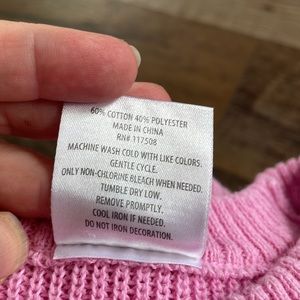 60% COTTON 40% POLYESTER
MADE IN CHINA
RN# 117508
MACHINE WASH COLD WITH LIKE COLORS.
GENTLE CYCLE.
ONLY NON-CHLORINE BLEACH WHEN NEEDED.
TUMBLE DRY LOW.
REMOVE PROMPTLY.
COOL IRON IF NEEDED.
DO NOT IRON DECORATION.